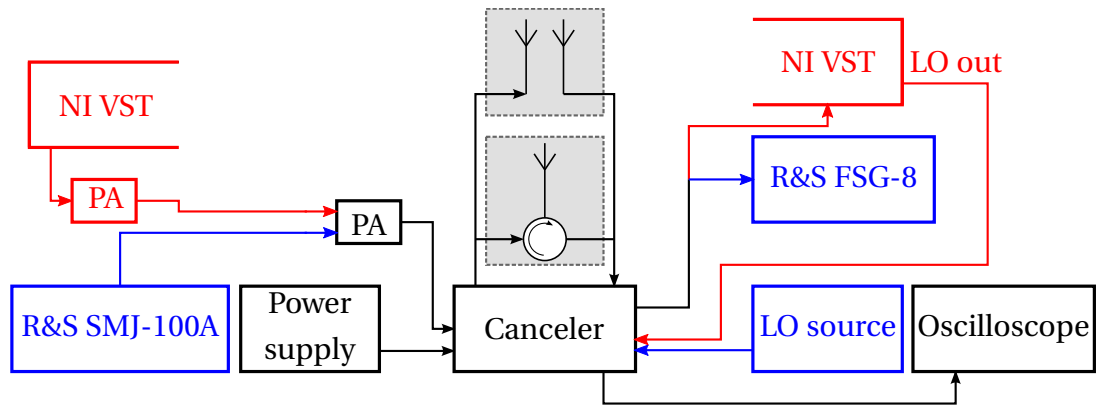 NI VST
LO out
NI VST
R&S FSG-8
PA
PA
R&S SMJ-100A
Power
supply
Canceler
LO source
Oscilloscope